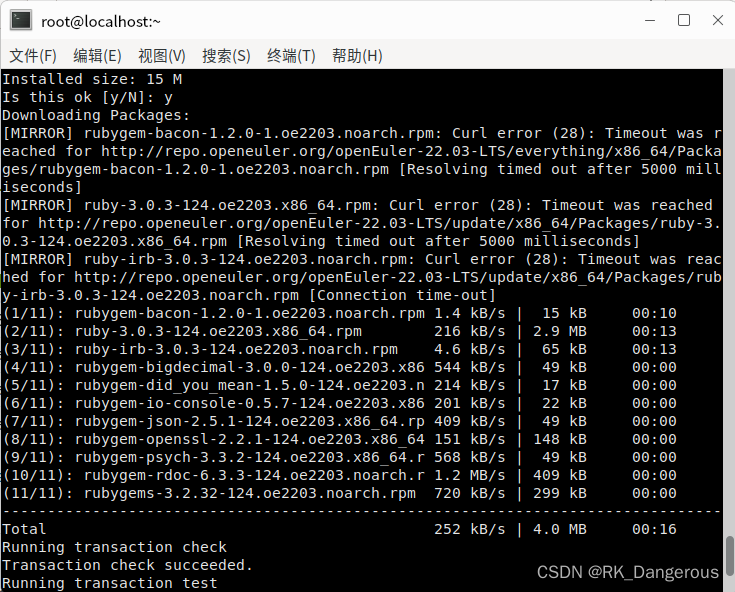 root@localhost:~
文件(F) 编辑(E) 视图(V) 搜索(S) 终端(T) 帮助(H)
Installed size: 15 M
Is this ok [y/N]: y
Downloading Packages:
[MIRROR] rubygem-bacon-1.2.0-1.oe2203.noarch.rpm: Curl error (28): Timeout was r
eached for http://repo.openeuler.org/openEuler-22.03-LTS/everything/x86_64/Packa
ges/rubygem-bacon-1.2.0-1.oe2203.noarch.rpm [Resolving timed out after 5000 mill
iseconds]
[MIRROR] ruby-3.0.3-124.oe2203.x86_64.rpm: Curl error (28): Timeout was reached
for http://repo.openeuler.org/openEuler-22.03-LTS/update/x86_64/Packages/ruby-3.
0.3-124.oe2203.x86_64.rpm [Resolving timed out after 5000 milliseconds]
[MIRROR] ruby-irb-3.0.3-124.oe2203.noarch.rpm: Curl error (28): Timeout was reac
hed for http://repo.openeuler.org/openEuler-22.03-LTS/update/x86_64/Packages/rub
y-irb-3.0.3-124.oe2203.noarch.rpm [Connection time-out]
(1/11): rubygem-bacon-1.2.0-1.oe2203.noarch.rpm 1.4 kB/s | 15 kB 00:10
(2/11): ruby-3.0.3-124.oe2203.x86_64.rpm 216 kB/s | 2.9 MB 00:13
(3/11): ruby-irb-3.0.3-124.oe2203.noarch.rpm 4.6 kB/s | 65 kB 00:13
(4/11): rubygem-bigdecimal-3.0.0-124.oe2203.x86 544 kB/s | 49 kB 00:00
(5/11): rubygem-did_you_mean-1.5.0-124.oe2203.n 214 kB/s | 17 kB 00:00
(6/11): rubygem-io-console-0.5.7-124.oe2203.x86 201 kB/s | 22 kB 00:00
(7/11): rubygem-json-2.5.1-124.oe2203.x86_64.rp 409 kB/s | 49 kB 00:00
(8/11): rubygem-openssl-2.2.1-124.oe2203.x86_64 151 kB/s | 148 kB 00:00
(9/11): rubygem-psych-3.3.2-124.oe2203.x86_64.r 568 kB/s | 49 kB 00:00
(10/11): rubygem-rdoc-6.3.3-124.oe2203.noarch.r 1.2 MB/s | 409 kB 00:00
(11/11): rubygems-3.2.32-124.oe2203.noarch.rpm 720 kB/s | 299 kB 00:00
--------------------------------------------------------------------------------
Total 252 kB/s | 4.0 MB 00:16
Running transaction check
Transaction check succeeded.
Running transaction test
CSDN @RK_Dangerous